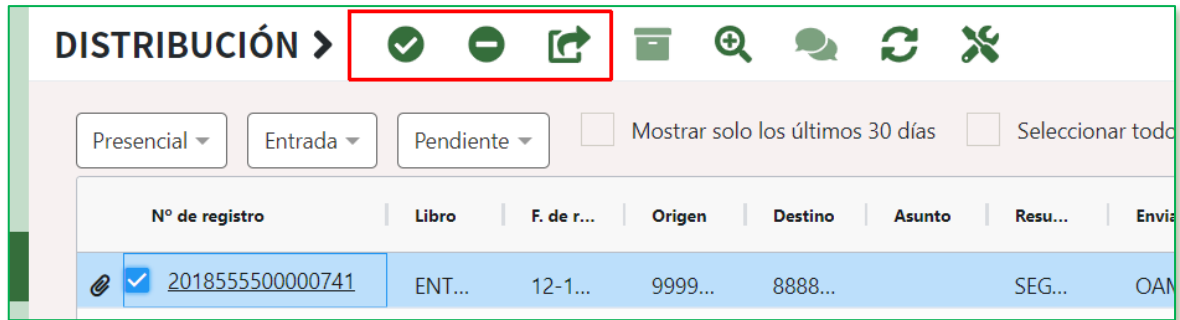 DISTRIBUCIÓN >
Presencial Entrada Pendiente Mostrar solo los últimos 30 días Seleccionar todo
Nº de registro Libro F. de r... Origen Destino Asunto Resu... Envia
2018555500000741 ENT... 12-1... 9999... 8888... SEG... OAM